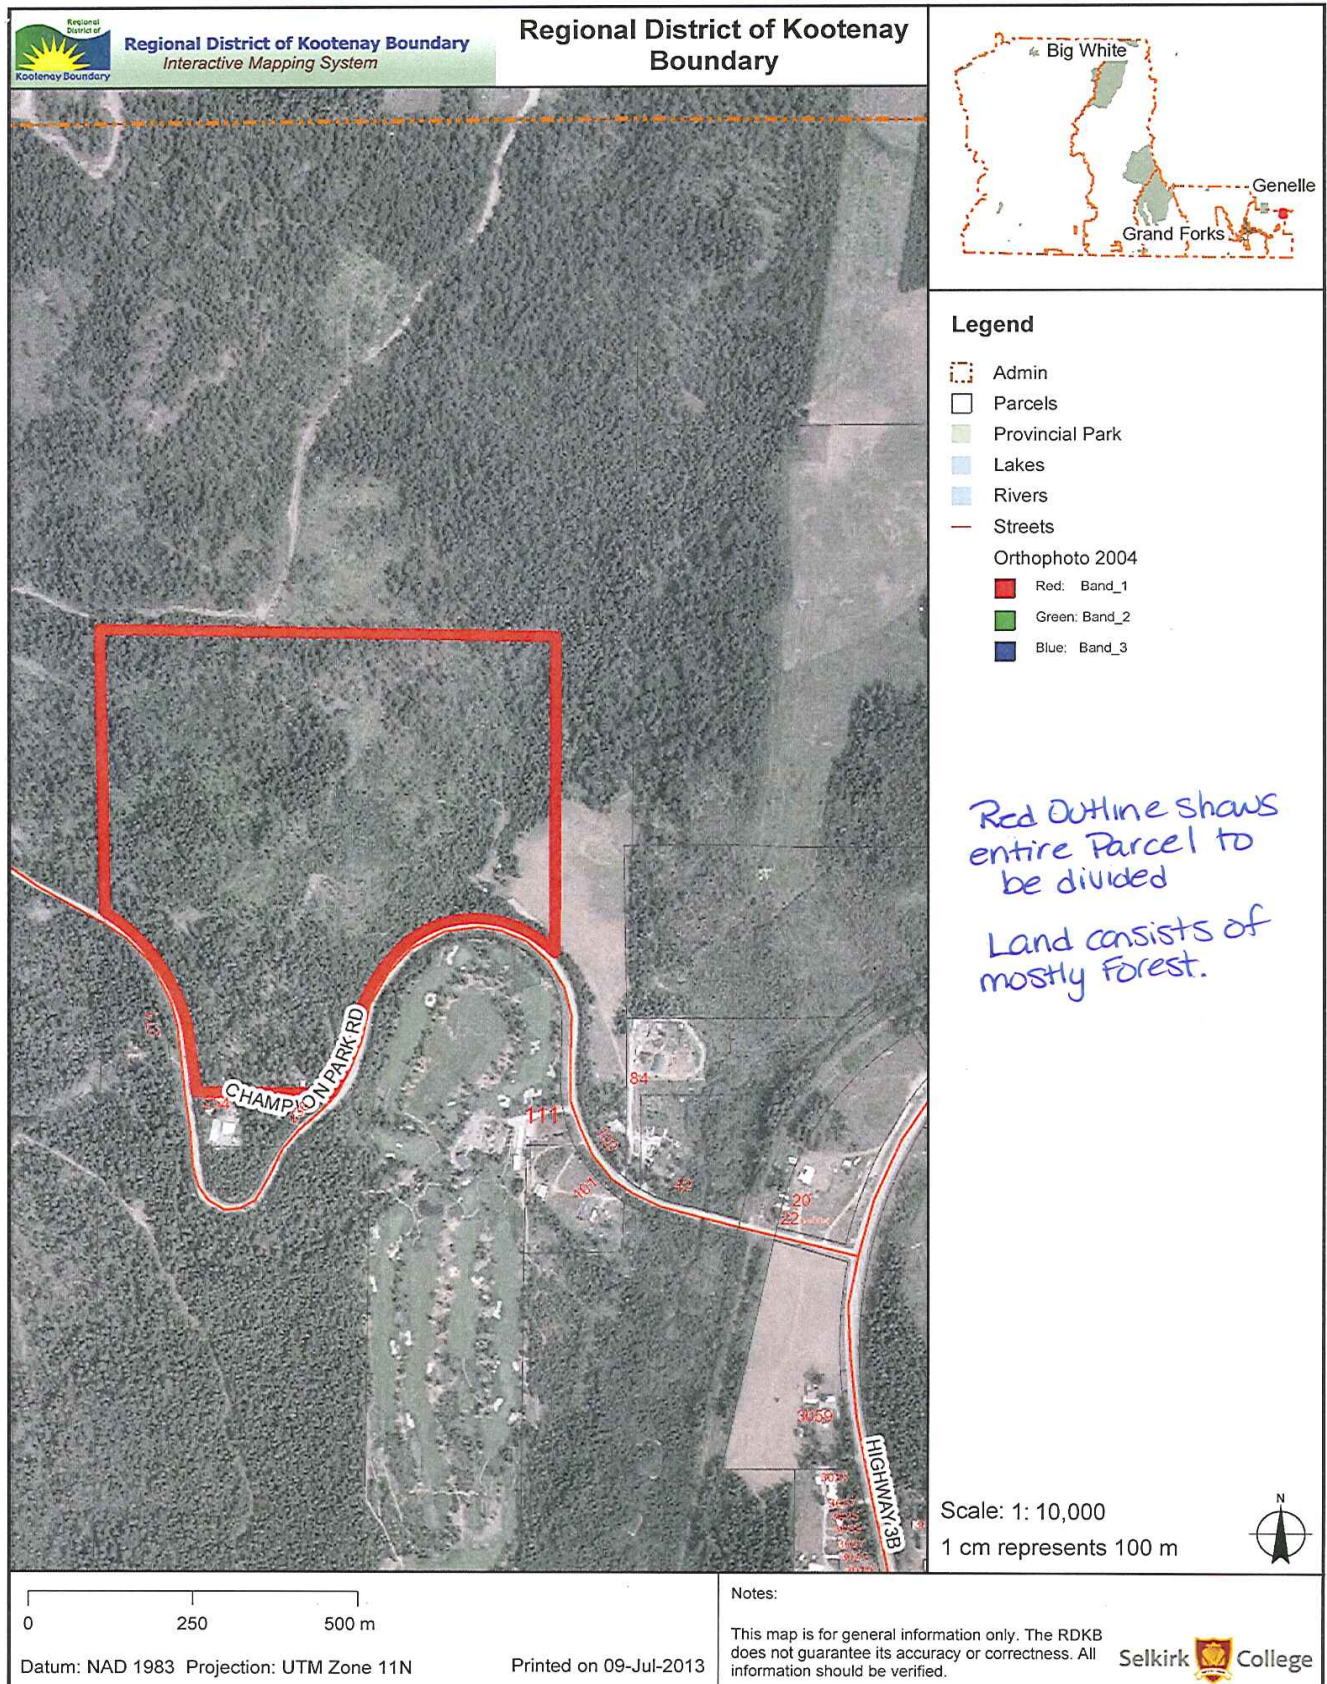 Regional
District of
Kootenay Boundary
Regional District of Kootenay Boundary
Interactive Mapping System
Regional District of Kootenay
Boundary
Big White
Genelle
Grand Forks
Legend
Admin
Parcels
Provincial Park
Lakes
Rivers
Streets
Orthophoto 2004
Red: Band_1
Green: Band_2
Blue: Band_3
Red Outline shows
entire Parcel to
be divided
Land consists of
mostly Forest.
CHAMPION PARK RD
84
111
101
42
20
22
3059
HIGHWAY 3B
Scale: 1: 10,000
1 cm represents 100 m
N
0 250 500 m
Datum: NAD 1983 Projection: UTM Zone 11N
Printed on 09-Jul-2013
Notes:
This map is for general information only. The RDKB
does not guarantee its accuracy or correctness. All
information should be verified.
Selkirk College